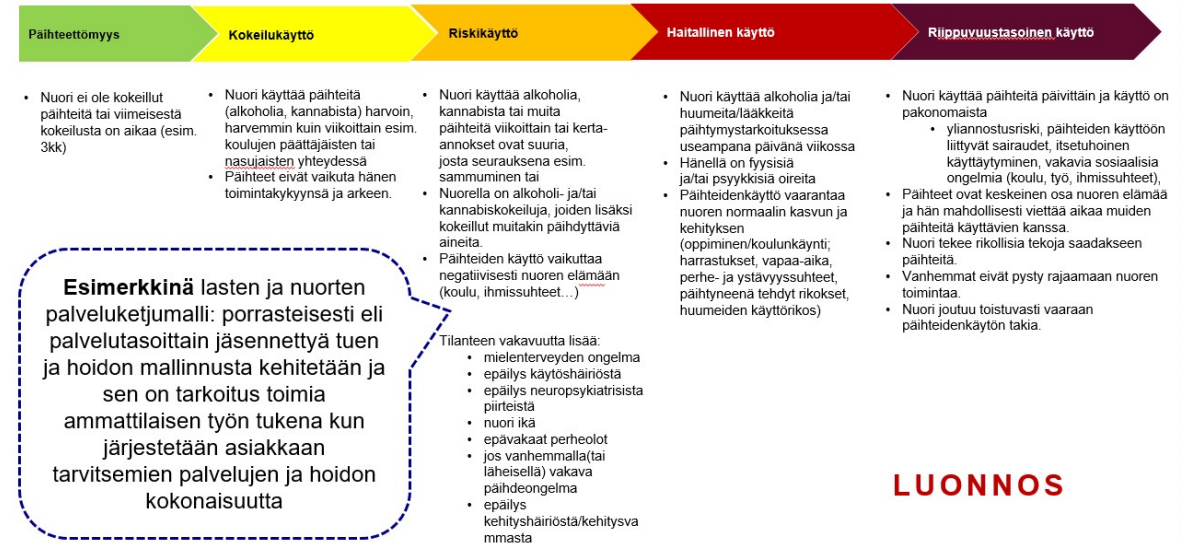 Päihteettömyys
Kokeilukäyttö
Riskikäyttö
Haitallinen käyttö
Riippuvuustasoinen käyttö
• Nuori ei ole kokeillut
päihteitä tai viimeisestä
kokeilusta on aikaa (esim.
3kk)
• Nuori käyttää päihteitä
(alkoholia, kannabista) harvoin,
harvemmin kuin viikoittain esim.
koulujen päättäjäisten tai
nasujaisten yhteydessä
• Päihteet eivät vaikuta hänen
toimintakykyynsä ja arkeen.
• Nuori käyttää alkoholia,
kannabista tai muita
päihteitä viikoittain tai kerta-
annokset ovat suuria,
josta seurauksena esim.
sammuminen tai
• Nuorella on alkoholi- ja/tai
kannabiskokeiluja, joiden lisäksi
kokeillut muitakin päihdyttäviä
aineita.
• Päihteiden käyttö vaikuttaa
negatiivisesti nuoren elämään
(koulu, ihmissuhteet…)
Tilanteen vakavuutta lisää:
• mielenterveyden ongelma
• epäilys käytöshäiriöstä
• epäilys neuropsykiatrisista
piirteistä
• nuori ikä
• epävakaat perheolot
• jos vanhemmalla(tai
läheisellä) vakava
päihdeongelma
• epäilys
kehityshäiriöstä/kehitysva
mmasta
• Nuori käyttää alkoholia ja/tai
huumeita/lääkkeitä
päihtymystarkoituksessa
useampana päivänä viikossa
• Hänellä on fyysisiä
ja/tai psyykkisiä oireita
• Päihteidenkäyttö vaarantaa
nuoren normaalin kasvun ja
kehityksen
(oppiminen/koulunkäynti;
harrastukset, vapaa-aika,
perhe- ja ystävyyssuhteet,
päihtyneenä tehdyt rikokset,
huumeiden käyttörikos)
• Nuori käyttää päihteitä päivittäin ja käyttö on
pakonomaista
• yliannostusriski, päihteiden käyttöön
liittyvät sairaudet, itsetuhoinen
käyttäytyminen, vakavia sosiaalisia
ongelmia (koulu, työ, ihmissuhteet),
• Päihteet ovat keskeinen osa nuoren elämää
ja hän mahdollisesti viettää aikaa muiden
päihteitä käyttävien kanssa.
• Nuori tekee rikollisia tekoja saadakseen
päihteitä.
• Vanhemmat eivät pysty rajaamaan nuoren
toimintaa.
• Nuori joutuu toistuvasti vaaraan
päihteidenkäytön takia.
Esimerkkinä lasten ja nuorten
palveluketjumalli: porrasteisesti eli
palvelutasoittain jäsennettyä tuen
ja hoidon mallinnusta kehitetään ja
sen on tarkoitus toimia
ammattilaisen työn tukena kun
järjestetään asiakkaan
tarvitsemien palvelujen ja hoidon
kokonaisuutta
LUONNOS